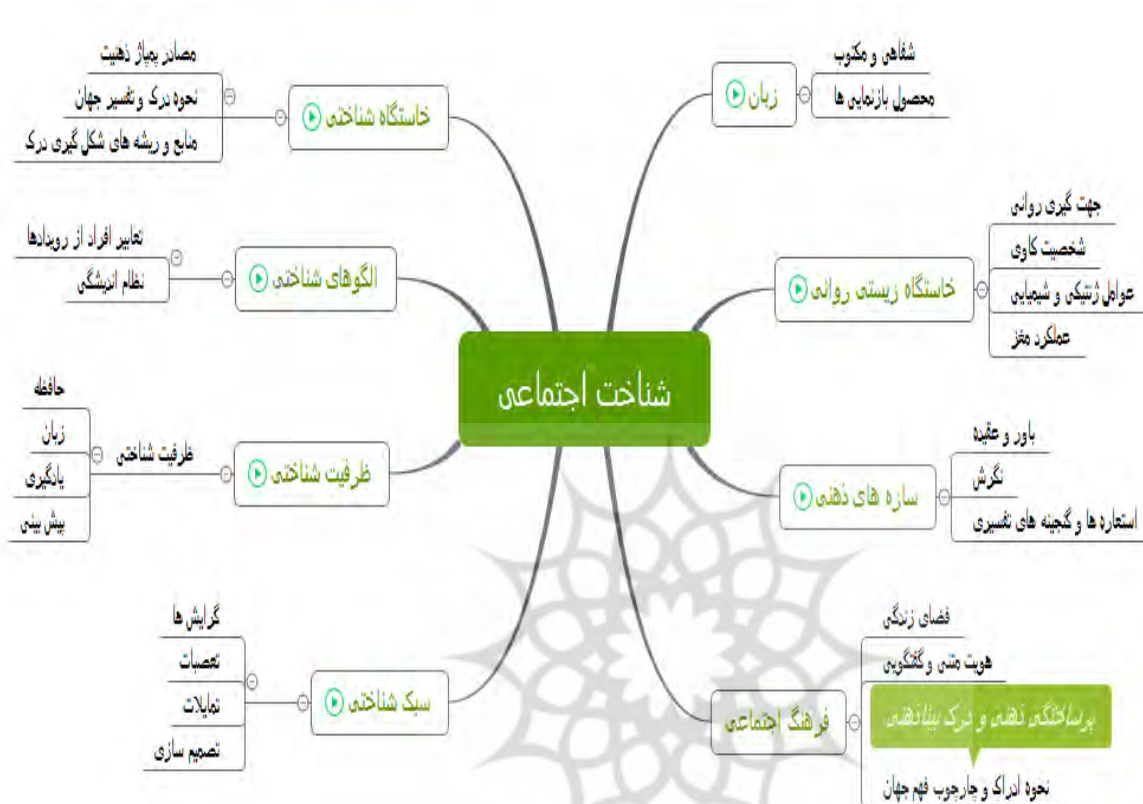 شناخت اجتماعی
زبان
شفاهی و مکتوب
محصول بازنمایی ها
خاستگاه زیستی روانی
جهت گیری روانی
شخصیت کاوی
عوامل ژنتیکی و شیمیایی
عملکرد مغز
سازه های ذهنی
باور و عقیده
نگرش
استعاره ها و گنجینه های تفسیری
فرهنگ اجتماعی
فضای زندگی
هویت متنی و گفتگویی
برساختگی ذهنی و درک بیناذهنی
نحوه ادراک و چارچوب فهم جهان
خاستگاه شناختی
مصادر پمپاژ ذهنیت
نحوه درک و تفسیر جهان
منابع و ریشه های شکل گیری درک
الگوهای شناختی
تعابیر افراد از رویدادها
نظام اندیشگی
ظرفیت شناختی
ظرفیت شناختی
حافظه
زبان
یادگیری
پیش بینی
سبک شناختی
گرایش ها
تعصبات
تمایلات
تصمیم سازی